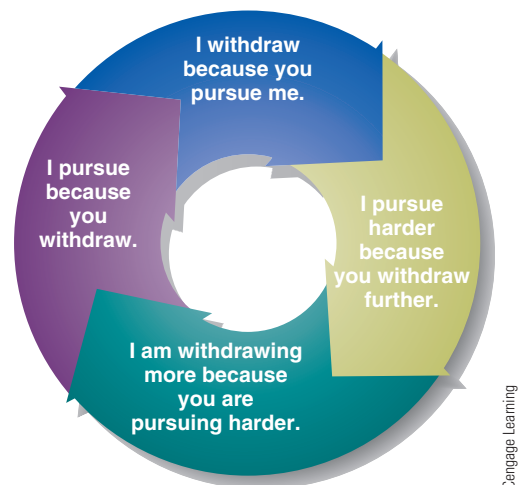 I withdraw
because you
pursue me.
I pursue
harder
because
you withdraw
further.
I am withdrawing
more because
you are
pursuing harder.
I pursue
because
you
withdraw.
Cengage Learning